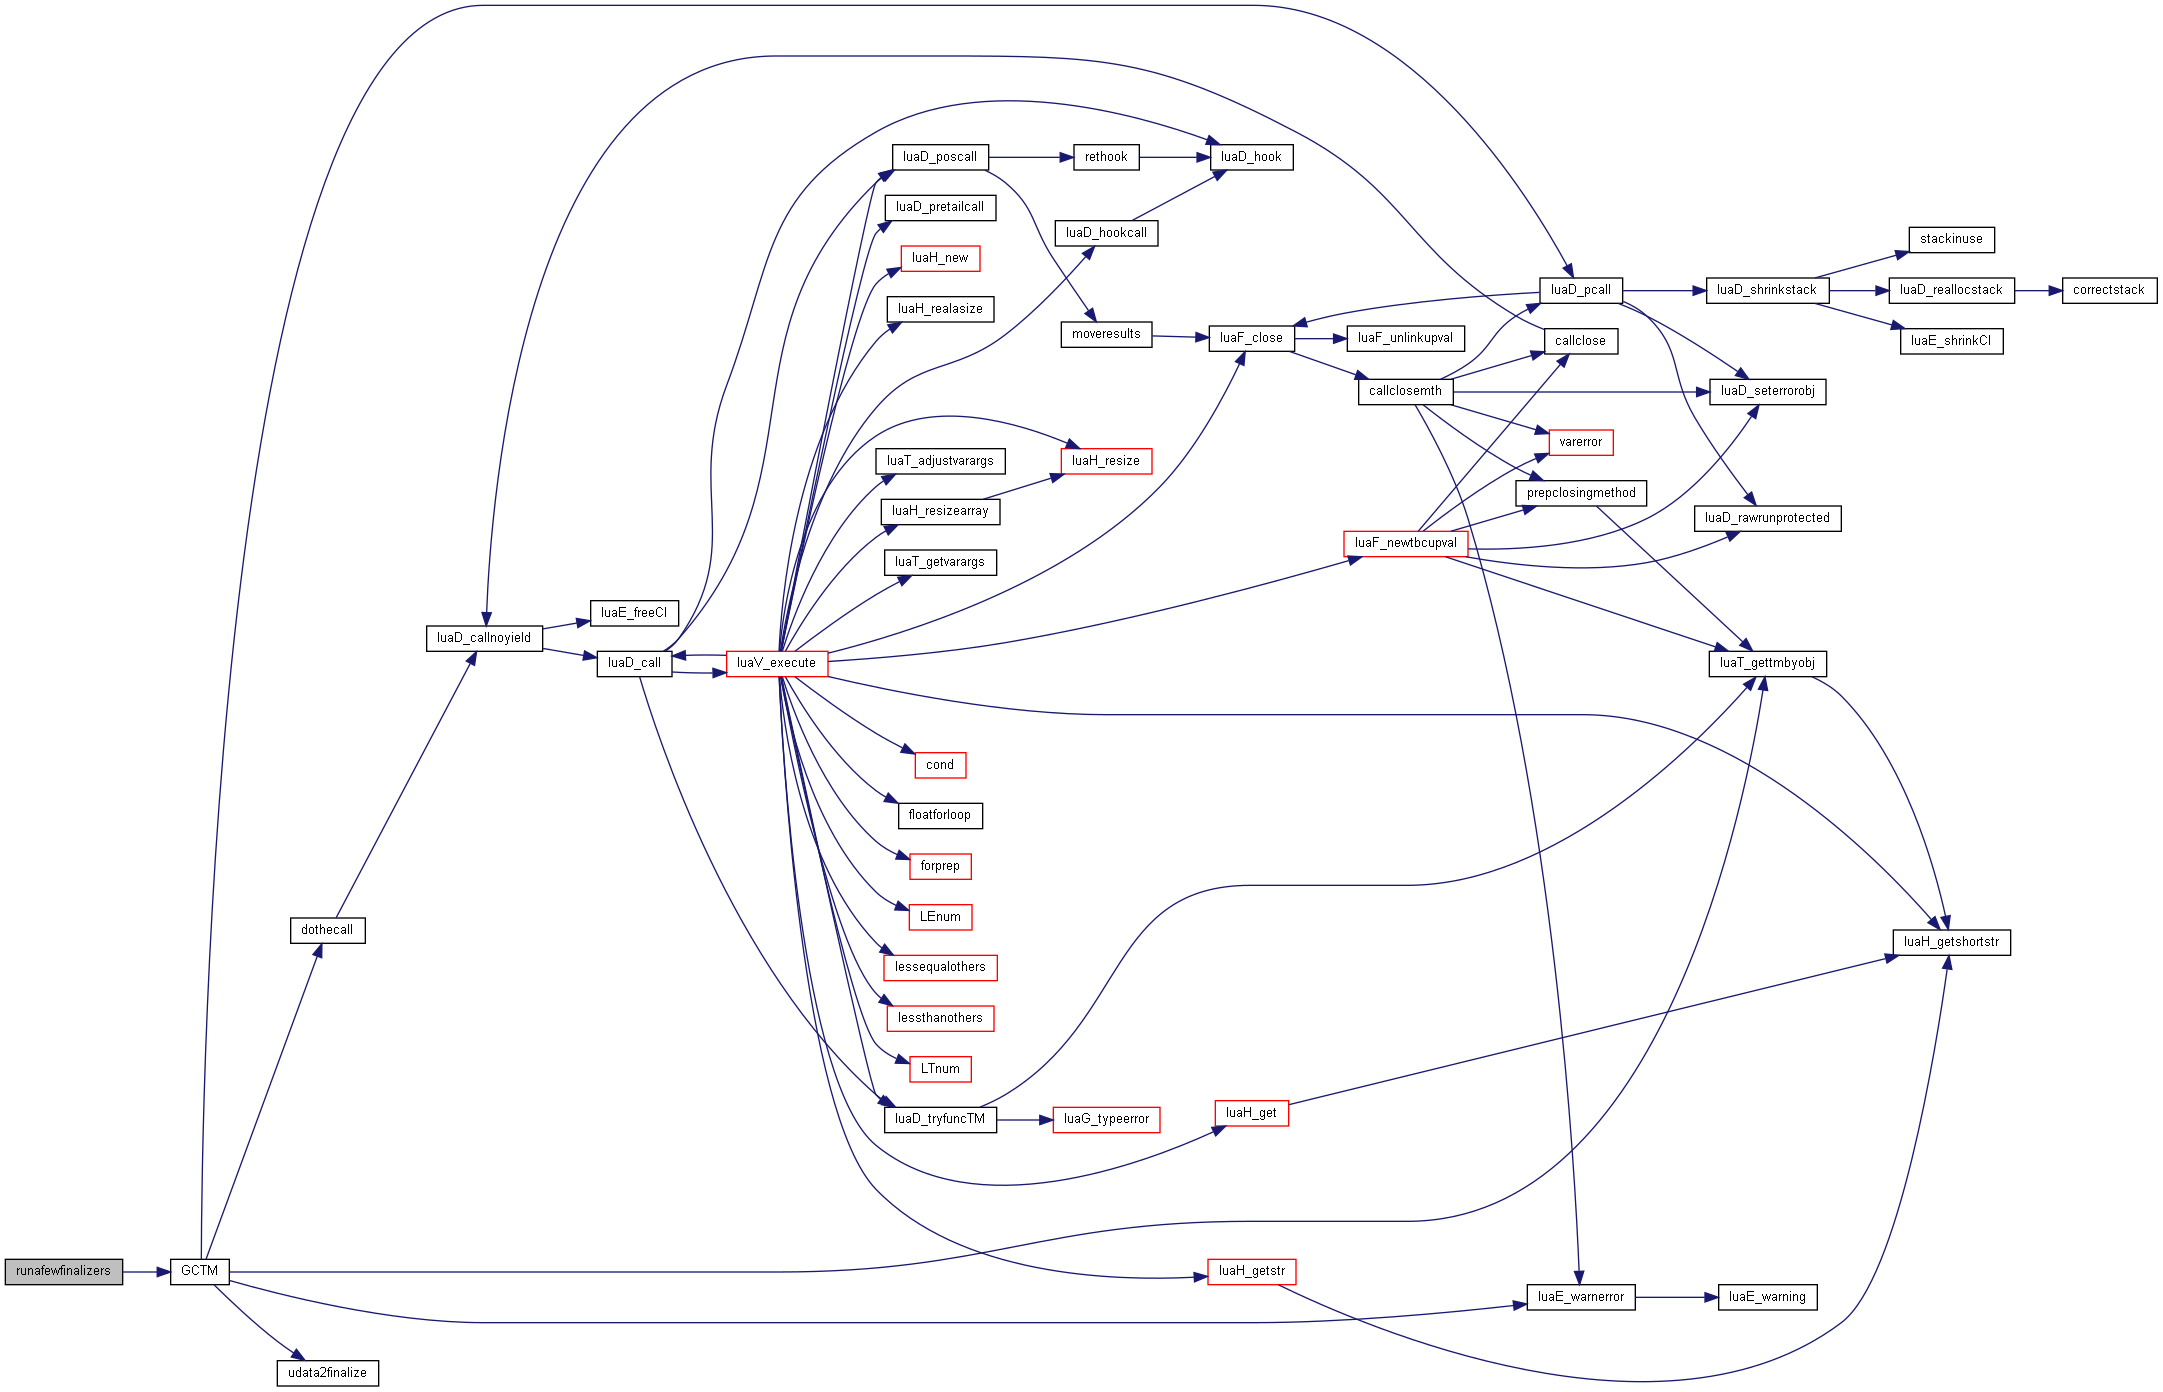 runafewfinalizers
GCTM
dothecall
udata2finalize
luaD_callnoyield
luaE_freeCI
luaD_call
luaV_execute
luaD_poscall
luaD_pretailcall
luaH_new
luaH_realasize
luaT_adjustvarargs
luaH_resizearray
luaT_getvarargs
cond
floatforloop
forprep
LEnum
lessequalothers
lessthanothers
LTnum
luaD_tryfuncTM
rethook
luaD_hookcall
moveresults
luaH_resize
luaG_typeerror
luaD_hook
luaF_close
luaH_get
luaH_getstr
luaF_unlinkupval
callclosemth
luaF_newtbcupval
luaD_pcall
callclose
varerror
prepclosingmethod
luaE_warnerror
luaD_shrinkstack
luaD_seterrorobj
luaD_rawrunprotected
luaT_gettmbyobj
luaE_warning
stackinuse
luaD_reallocstack
luaE_shrinkCI
luaH_getshortstr
correctstack